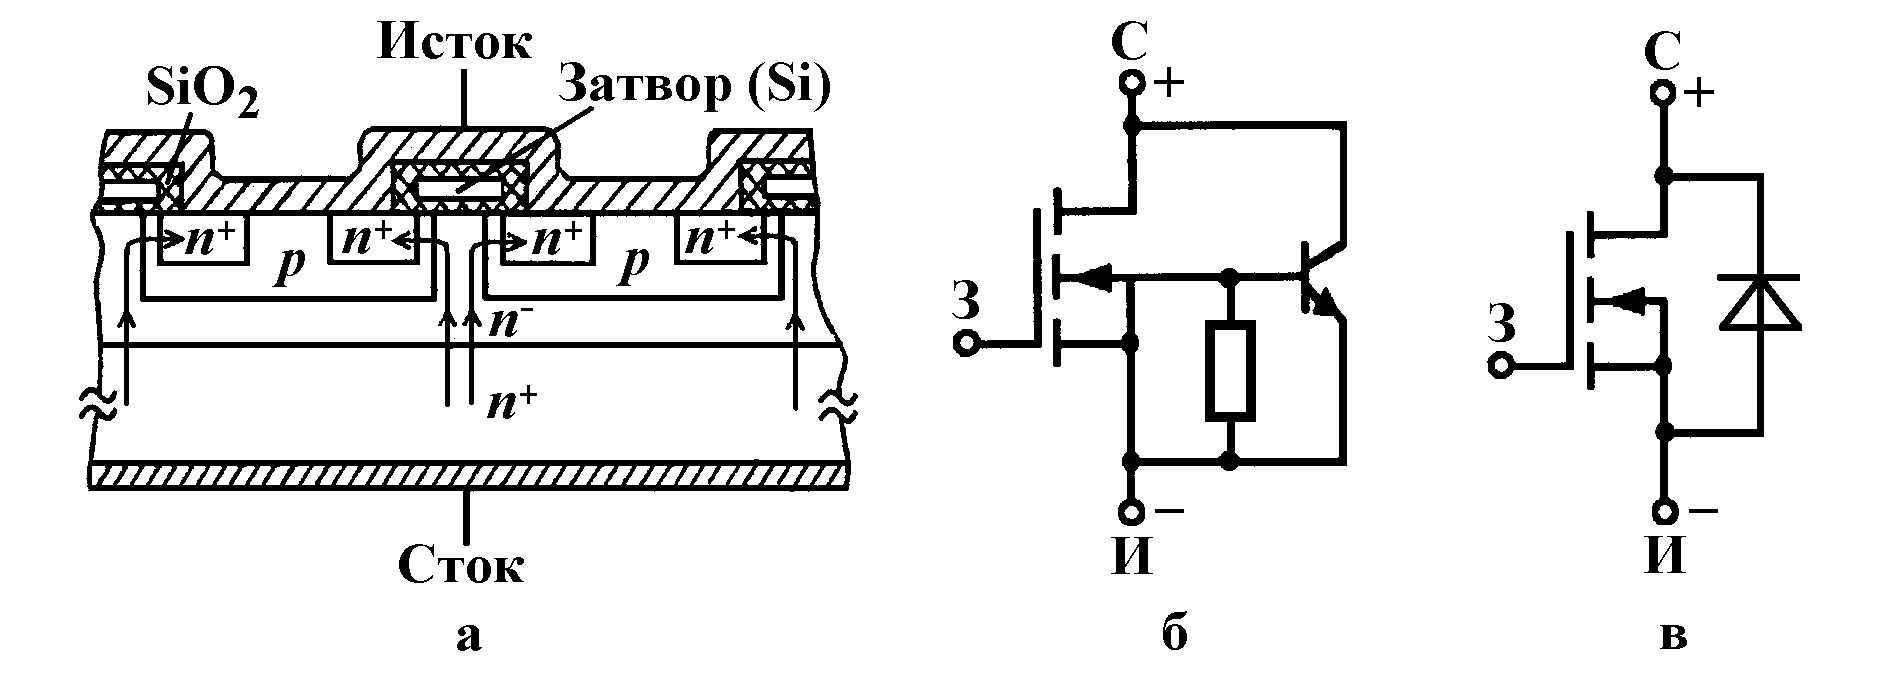 Исток
SiO₂
Затвор (Si)
n⁺ n⁺ n⁺ n⁺
p p
n⁻
n⁺
Сток
а
С
+
З
−
И
б
С
+
З
−
И
в